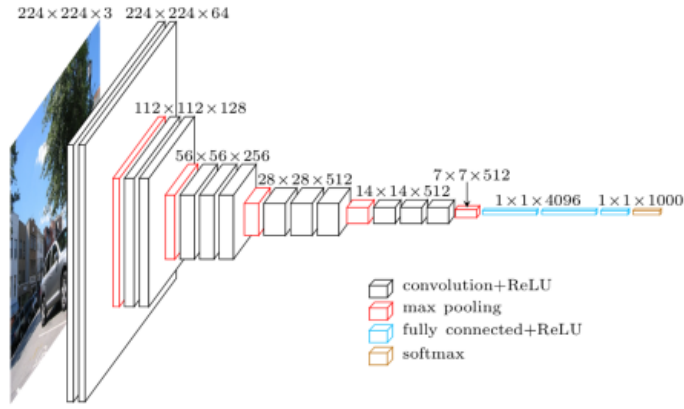 224×224×3
224×224×64
112×112×128
56×56×256
28×28×512
14×14×512
7×7×512
1×1×4096
1×1×1000
convolution+ReLU
max pooling
fully connected+ReLU
softmax